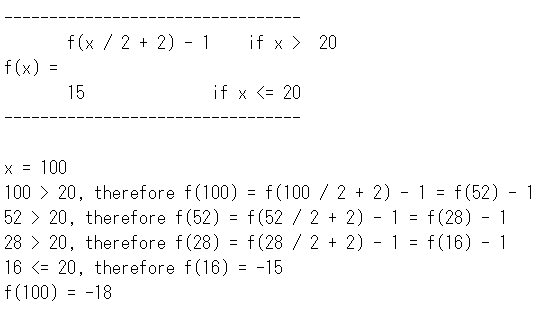 ---------------------------------
f(x / 2 + 2) - 1 if x > 20
f(x) =
15 if x <= 20
---------------------------------
x = 100
100 > 20, therefore f(100) = f(100 / 2 + 2) - 1 = f(52) - 1
52 > 20, therefore f(52) = f(52 / 2 + 2) - 1 = f(28) - 1
28 > 20, therefore f(28) = f(28 / 2 + 2) - 1 = f(16) - 1
16 <= 20, therefore f(16) = -15
f(100) = -18